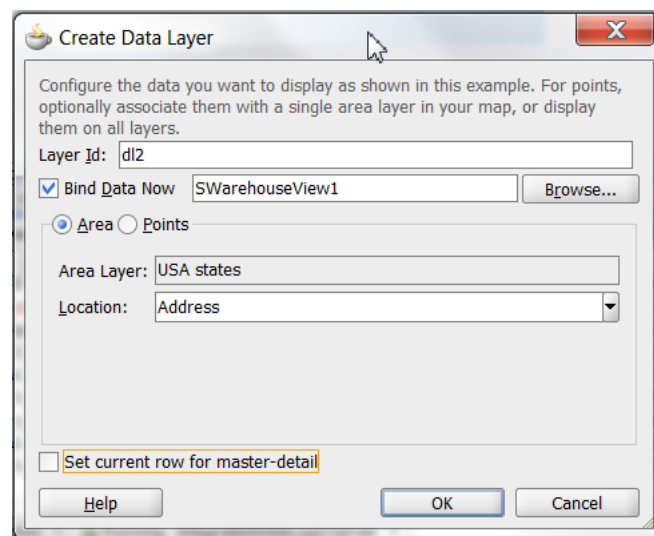 Create Data Layer
Configure the data you want to display as shown in this example. For points,
optionally associate them with a single area layer in your map, or display
them on all layers.
Layer Id: dl2
Bind Data Now SWarehouseView1 Browse...
Area Points
Area Layer: USA states
Location: Address
Set current row for master-detail
Help OK Cancel